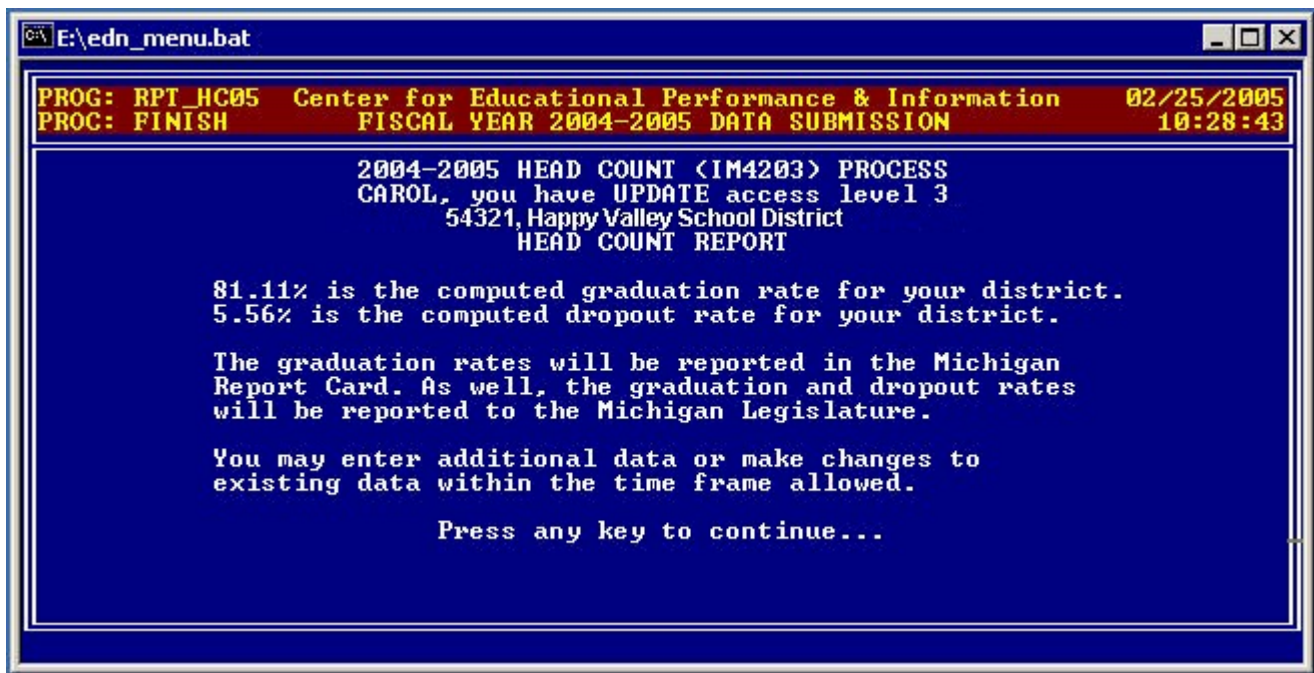 E:\edn_menu.bat
PROG: RPT_HC05 Center for Educational Performance & Information 02/25/2005
PROC: FINISH FISCAL YEAR 2004-2005 DATA SUBMISSION 10:28:43
2004-2005 HEAD COUNT (IM4203) PROCESS
CAROL, you have UPDATE access level 3
54321, Happy Valley School District
HEAD COUNT REPORT
81.11% is the computed graduation rate for your district.
5.56% is the computed dropout rate for your district.
The graduation rates will be reported in the Michigan
Report Card. As well, the graduation and dropout rates
will be reported to the Michigan Legislature.
You may enter additional data or make changes to
existing data within the time frame allowed.
Press any key to continue...